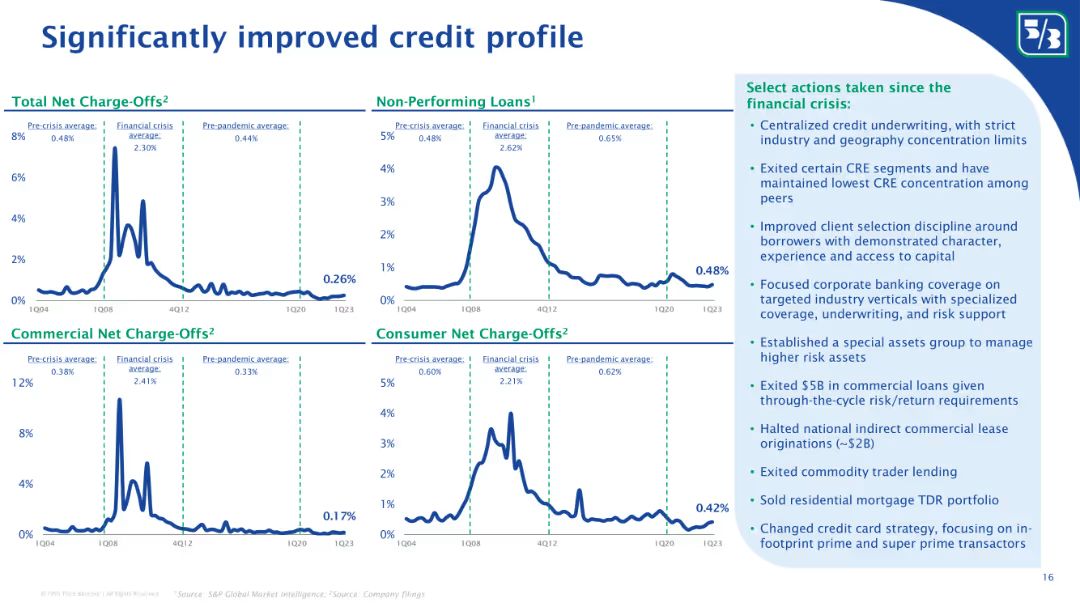 Significantly improved credit profile
5/3
Total Net Charge-Offs²
Pre-crisis average:
0.48%
Financial crisis
average:
2.30%
Pre-pandemic average:
0.44%
8%
6%
4%
2%
0%
0.26%
1Q04
1Q08
4Q12
1Q20
1Q23
Non-Performing Loans¹
Pre-crisis average:
0.48%
Financial crisis
average:
2.62%
Pre-pandemic average:
0.65%
5%
4%
3%
2%
1%
0%
0.48%
1Q04
1Q08
4Q12
1Q20
1Q23
Commercial Net Charge-Offs²
Pre-crisis average:
0.38%
Financial crisis
average:
2.41%
Pre-pandemic average:
0.33%
12%
8%
4%
0%
0.17%
1Q04
1Q08
4Q12
1Q20
1Q23
Consumer Net Charge-Offs²
Pre-crisis average:
0.60%
Financial crisis
average:
2.21%
Pre-pandemic average:
0.62%
5%
4%
3%
2%
1%
0%
0.42%
1Q04
1Q08
4Q12
1Q20
1Q23
Select actions taken since the
financial crisis:
• Centralized credit underwriting, with strict
industry and geography concentration limits
• Exited certain CRE segments and have
maintained lowest CRE concentration among
peers
• Improved client selection discipline around
borrowers with demonstrated character,
experience and access to capital
• Focused corporate banking coverage on
targeted industry verticals with specialized
coverage, underwriting, and risk support
• Established a special assets group to manage
higher risk assets
• Exited $5B in commercial loans given
through-the-cycle risk/return requirements
• Halted national indirect commercial lease
originations (~$2B)
• Exited commodity trader lending
• Sold residential mortgage TDR portfolio
• Changed credit card strategy, focusing on in-
footprint prime and super prime transactors
16
© Fifth Third Bancorp | All Rights Reserved
¹Source: S&P Global Market Intelligence; ²Source: Company filings